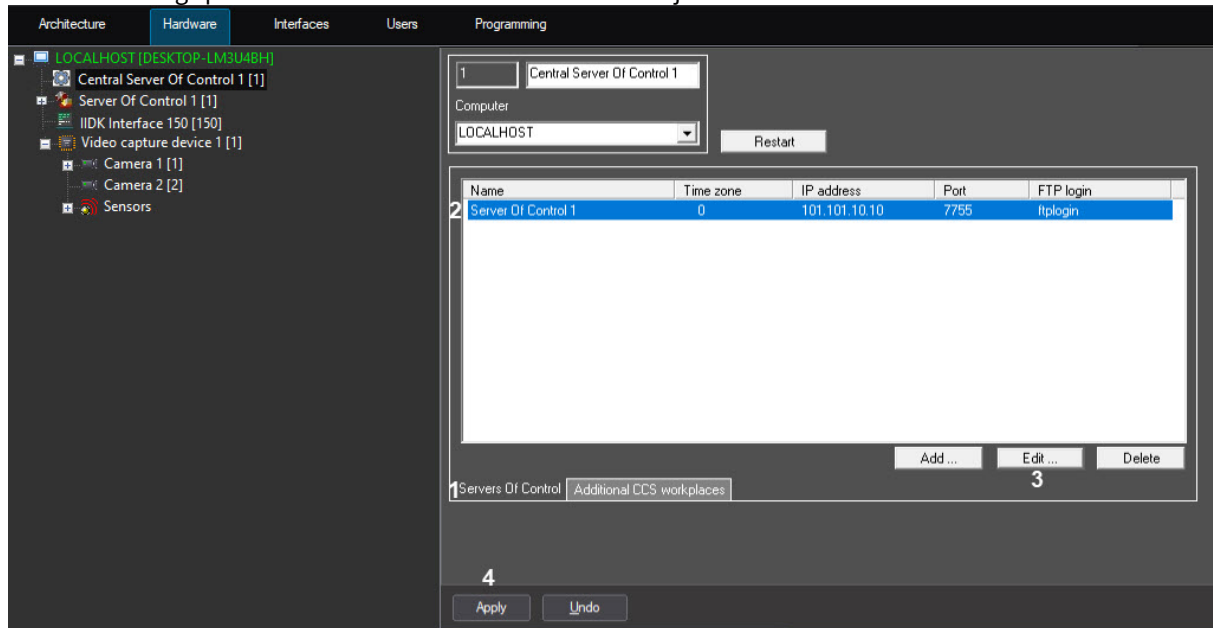 Architecture Hardware Interfaces Users Programming
LOCALHOST [DESKTOP-LM3U4BH]
Central Server Of Control 1 [1]
Server Of Control 1 [1]
IIDK Interface 150 [150]
Video capture device 1 [1]
Camera 1 [1]
Camera 2 [2]
Sensors
1 Central Server Of Control 1
Computer
LOCALHOST
Restart
Name Time zone IP address Port FTP login
2 Server Of Control 1 0 101.101.10.10 7755 ftplogin
Add ... Edit ... Delete
3
1 Servers Of Control Additional CCS workplaces
4
Apply Undo